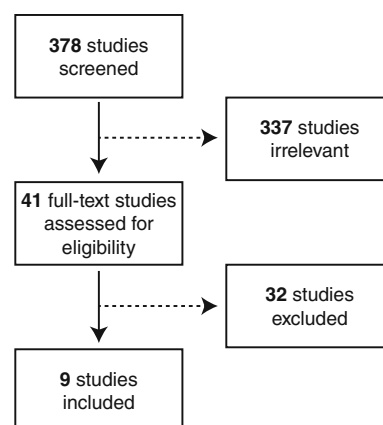 378 studies
screened
337 studies
irrelevant
41 full-text studies
assessed for
eligibility
32 studies
excluded
9 studies
included